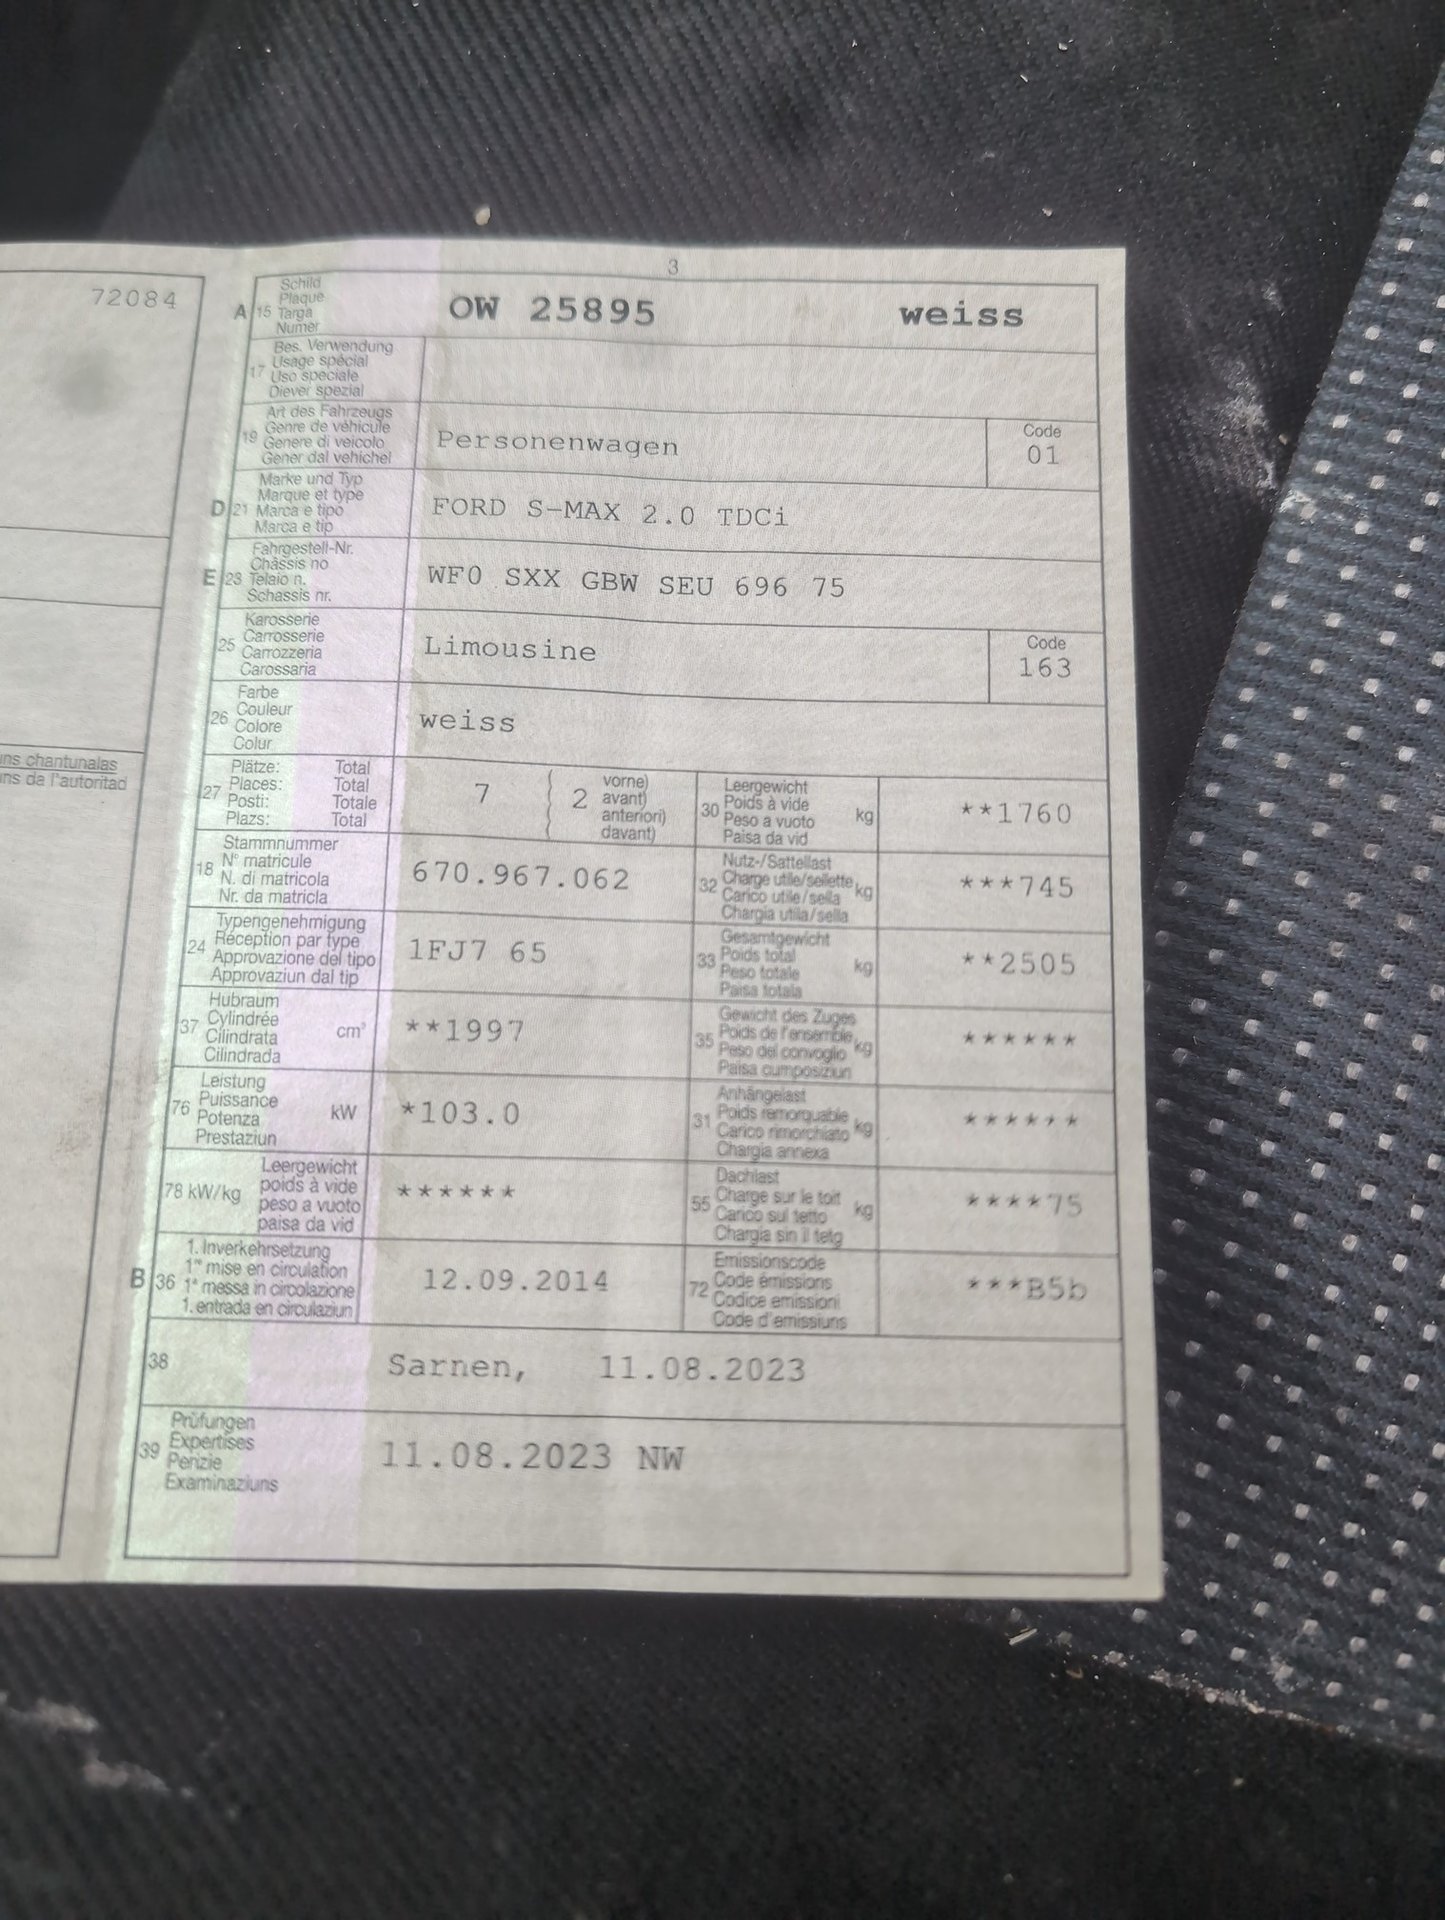 72084
uns chantunalas
uns da l'autoritad
3
A 15 Schild
Plaque
Targa
Numer
OW 25895 weiss
17 Bes. Verwendung
Usage spécial
Uso speciale
Diever spezial
19 Art des Fahrzeugs
Genre de véhicule
Genere di veicolo
Gener dal vehichel
Personenwagen
Code
01
D 21 Marke und Typ
Marque et type
Marca e tipo
Marca e tip
FORD S-MAX 2.0 TDCi
E 23 Fahrgestell-Nr.
Châssis no
Telaio n.
Schassis nr.
WF0 SXX GBW SEU 696 75
25 Karosserie
Carrosserie
Carrozzeria
Carossaria
Limousine
Code
163
26 Farbe
Couleur
Colore
Colur
weiss
27 Plätze: Total
Places: Total
Posti: Totale
Plazs: Total
7 ( 2 vorne)
avant)
anteriori)
davant)
30 Leergewicht
Poids à vide
Peso a vuoto
Paisa da vid
kg
**1760
18 Stammnummer
N° matricule
N. di matricola
Nr. da matricla
670.967.062
32 Nutz-/Sattellast
Charge utile/sellette
Carico utile/sella
Chargia utila/sella
kg
***745
24 Typengenehmigung
Réception par type
Approvazione del tipo
Approvaziun dal tip
1FJ7 65
33 Gesamtgewicht
Poids total
Peso totale
Paisa totala
kg
**2505
37 Hubraum
Cylindrée
Cilindrata
Cilindrada
cm³
**1997
35 Gewicht des Zuges
Poids de l'ensemble
Peso del convoglio
Paisa cumposiziun
kg
******
76 Leistung
Puissance
Potenza
Prestaziun
kW
*103.0
31 Anhängelast
Poids remorquable
Carico rimorchiato
Chargia annexa
kg
******
78 kW/kg Leergewicht
poids à vide
peso a vuoto
paisa da vid
******
55 Dachlast
Charge sur le toit
Carico sul tetto
Chargia sin il tetg
kg
****75
B 36 1. Inverkehrsetzung
1re mise en circulation
1a messa in circolazione
1. entrada en circulaziun
12.09.2014
72 Emissionscode
Code émissions
Codice emissioni
Code d'emissiuns
***B5b
38 Sarnen, 11.08.2023
39 Prüfungen
Expertises
Perizie
Examinaziuns
11.08.2023 NW